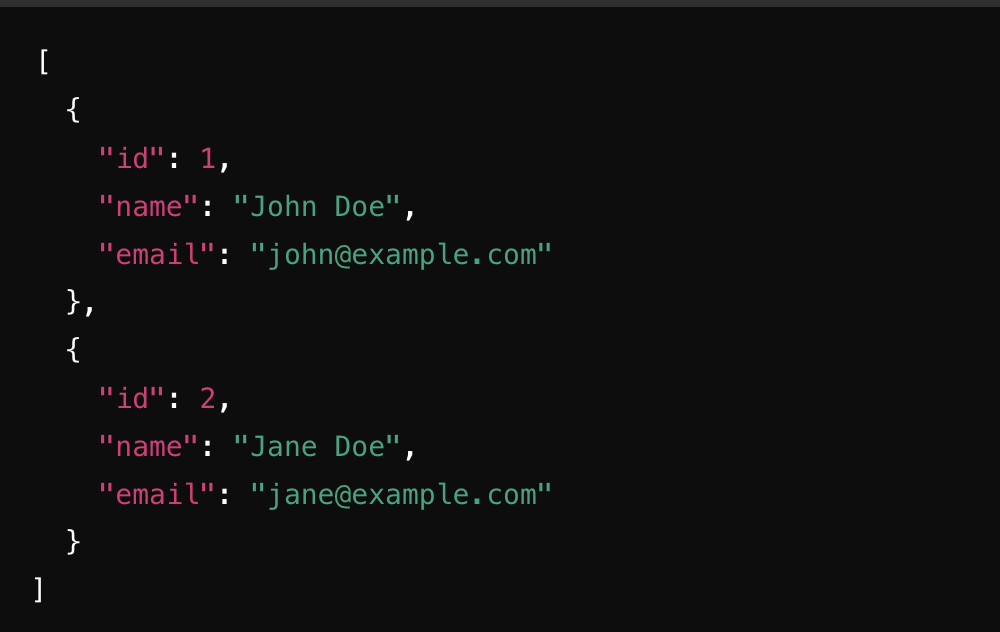 [
  {
    "id": 1,
    "name": "John Doe",
    "email": "john@example.com"
  },
  {
    "id": 2,
    "name": "Jane Doe",
    "email": "jane@example.com"
  }
]